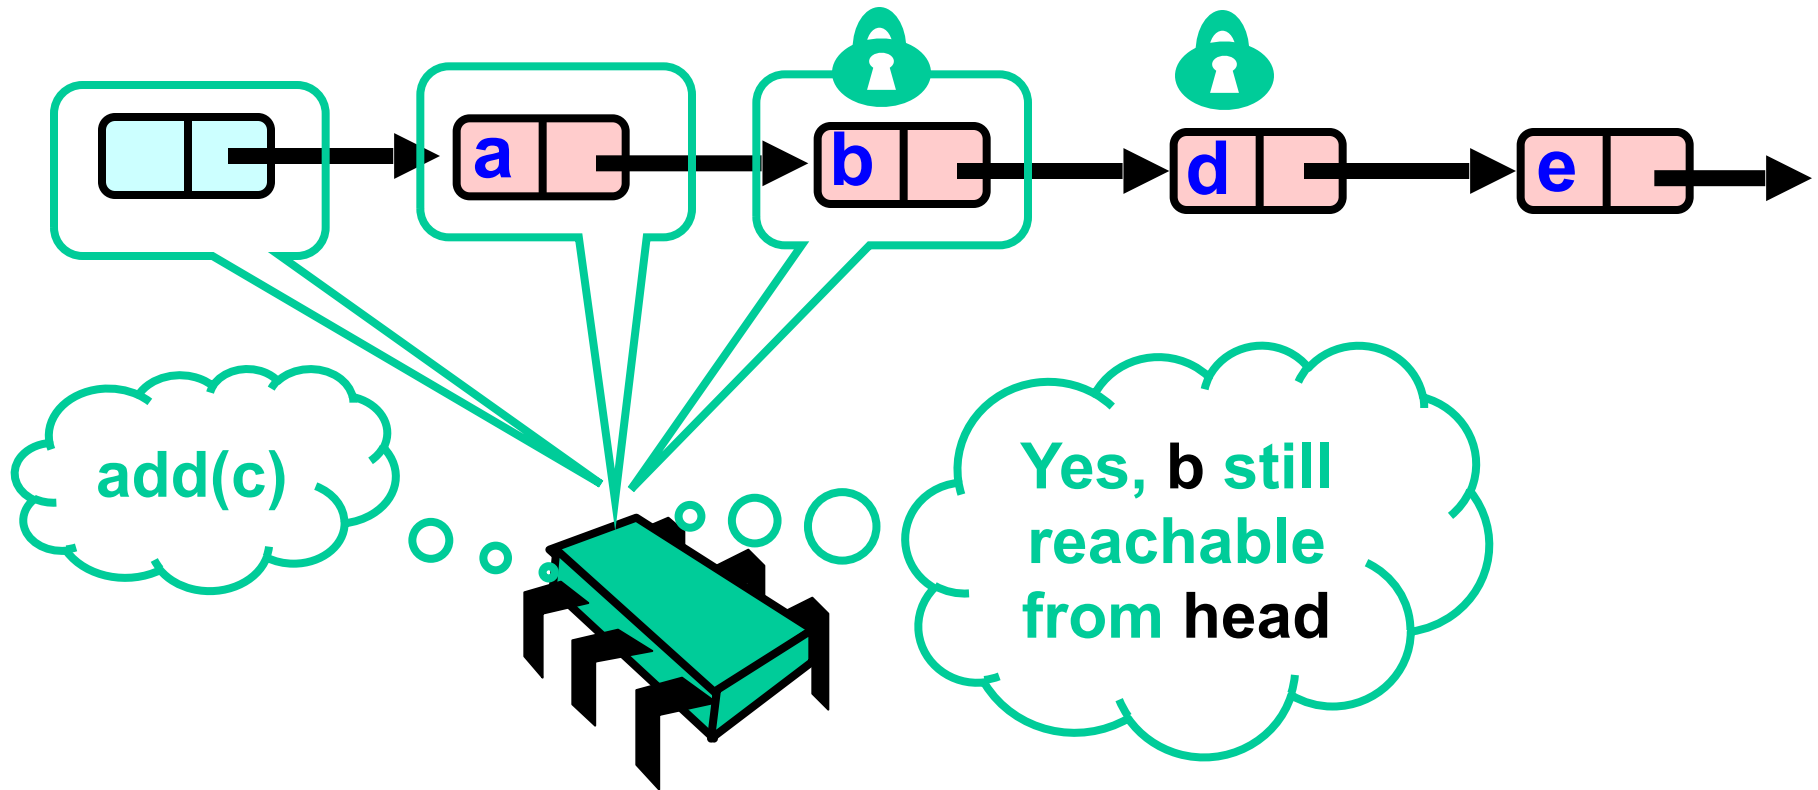 a
b
d
e
add(c)
Yes, b still
reachable
from head